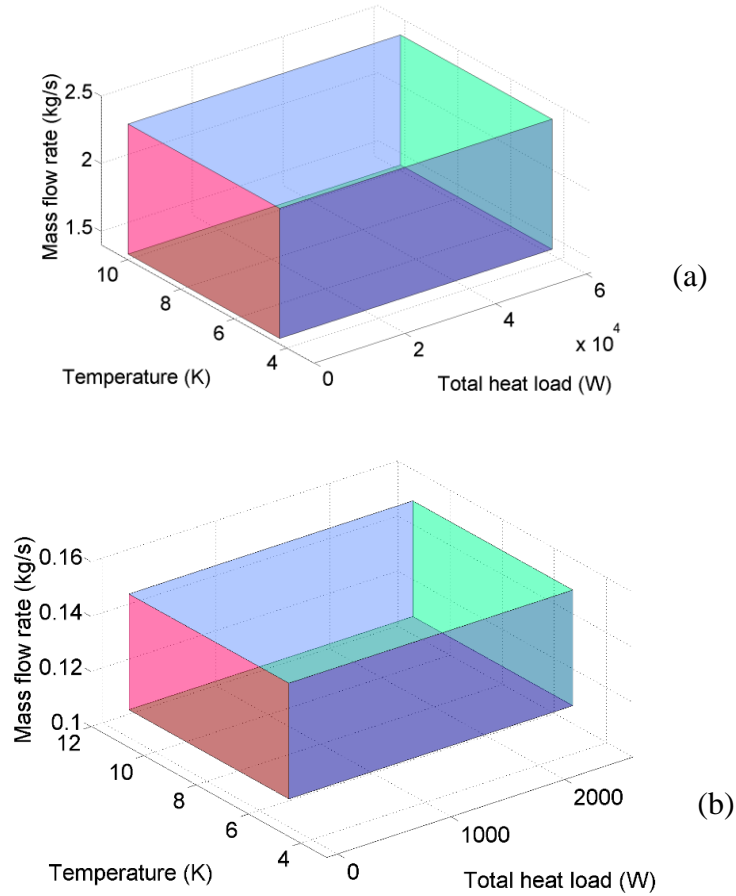 2.5
2
1.5
Mass flow rate (kg/s)
10
8
6
4
Temperature (K)
0
2
4
6
x 10^4
Total heat load (W)
(a)
0.16
0.14
0.12
0.1
Mass flow rate (kg/s)
12
10
8
6
4
Temperature (K)
0
1000
2000
Total heat load (W)
(b)